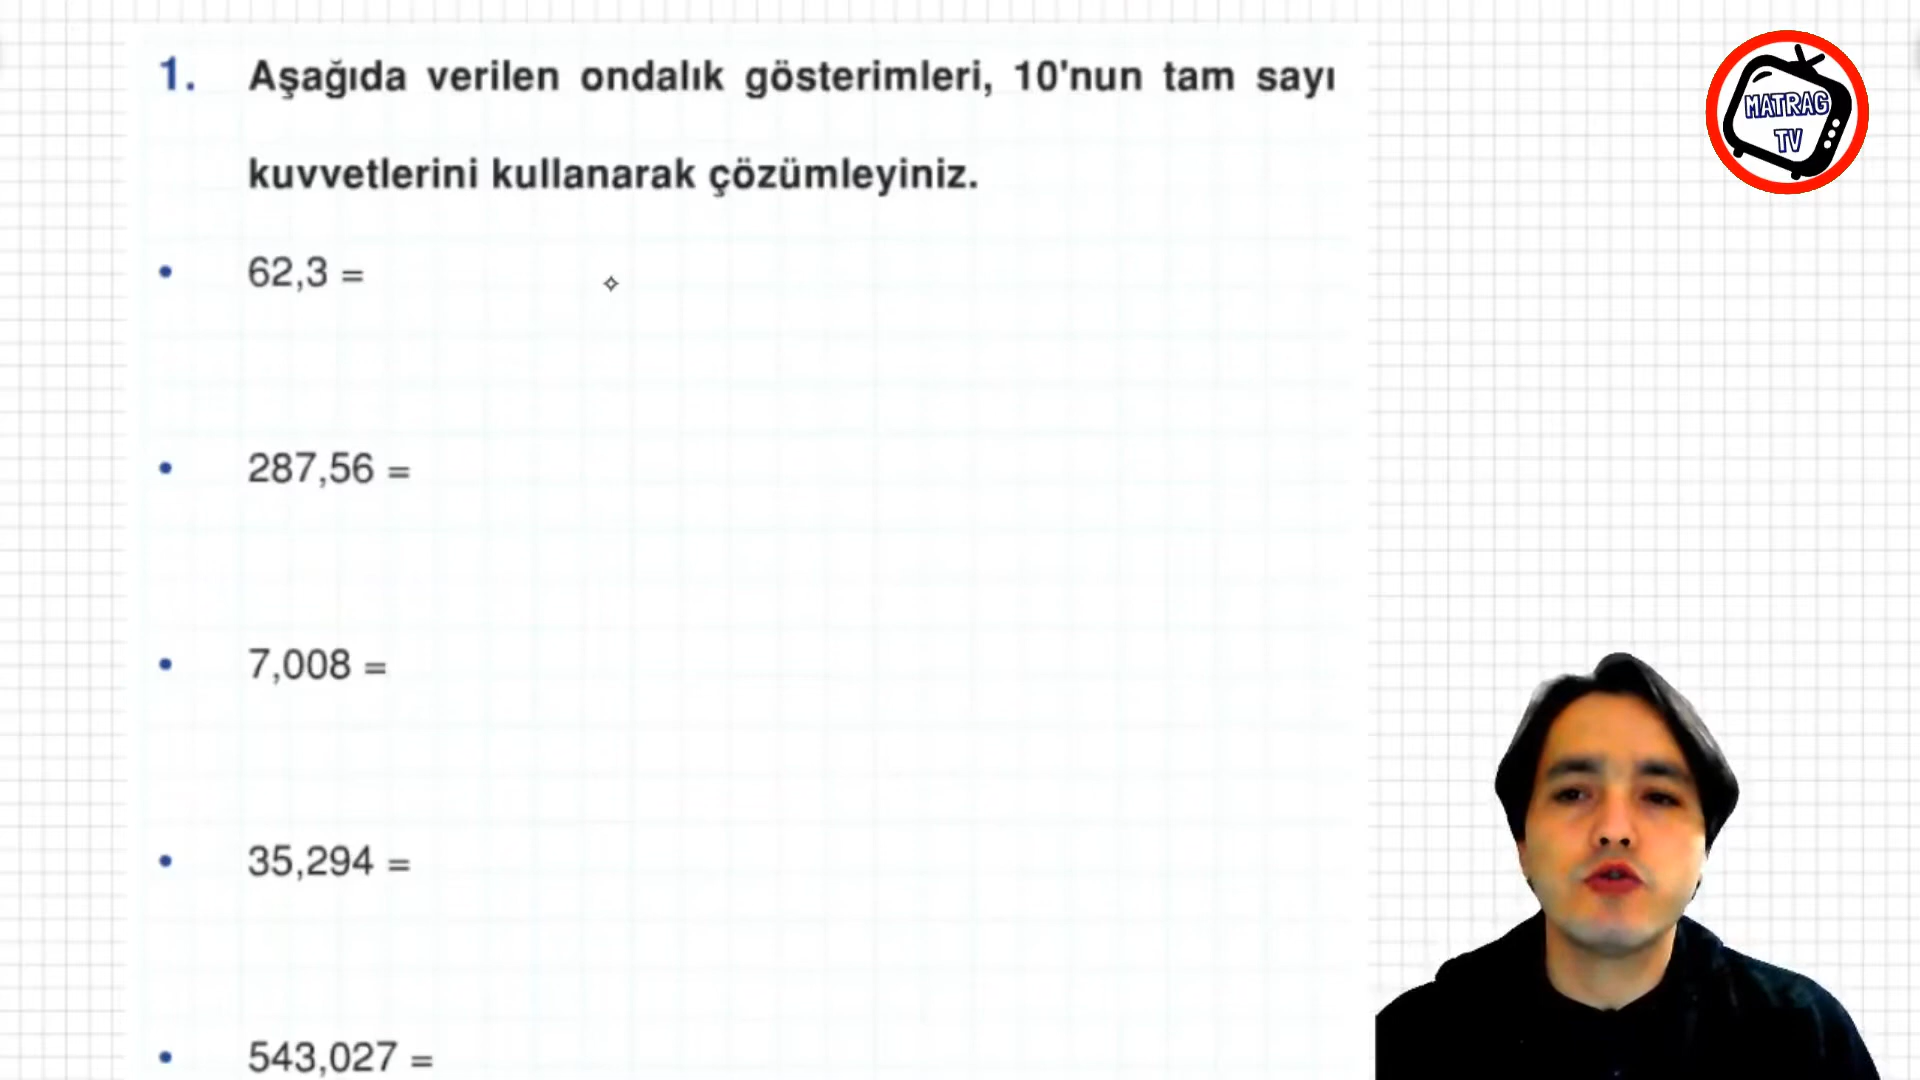 1. Aşağıda verilen ondalık gösterimleri, 10'nun tam sayı
kuvvetlerini kullanarak çözümleyiniz.
• 62,3 =
• 287,56 =
• 7,008 =
• 35,294 =
• 543,027 =
MATRAG
TV